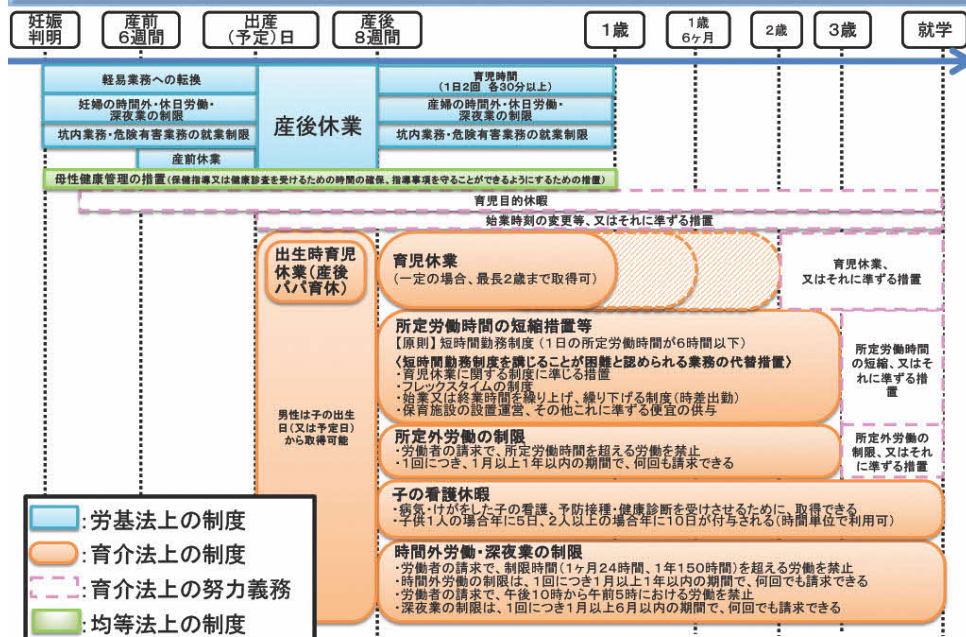 妊娠
判明
産前
6週間
出産
(予定)日
産後
8週間
1歳
1歳
6ヶ月
2歳
3歳
就学
軽易業務への転換
育児時間
(1日2回 各30分以上)
妊婦の時間外・休日労働・
深夜業の制限
産後休業
産婦の時間外・休日労働・
深夜業の制限
坑内業務・危険有害業務の就業制限
坑内業務・危険有害業務の就業制限
産前休業
母性健康管理の措置(保健指導又は健康診査を受けるための時間の確保、指導事項を守ることができるようにするための措置)
育児目的休暇
始業時刻の変更等、又はそれに準ずる措置
出生時育児
休業(産後
パパ育休)
育児休業
(一定の場合、最長2歳まで取得可)
育児休業、
又はそれに準ずる措置
所定労働時間の短縮措置等
【原則】短時間勤務制度(1日の所定労働時間が6時間以下)
〈短時間勤務制度を講じることが困難と認められる業務の代替措置〉
・育児休業に関する制度に準じる措置
・フレックスタイムの制度
・始業又は終業時間を繰り上げ、繰り下げる制度(時差出勤)
・保育施設の設置運営、その他これに準ずる便宜の供与
所定労働時間
の短縮、又はそ
れに準ずる措
置
男性は子の出生
日(又は予定日)
から取得可能
所定外労働の制限
・労働者の請求で、所定労働時間を超える労働を禁止
・1回につき、1月以上1年以内の期間で、何回も請求できる
所定外労働の
制限、又はそれ
に準ずる措置
子の看護休暇
・病気・けがをした子の看護、予防接種・健康診断を受けさせるために、取得できる
・子供1人の場合年に5日、2人以上の場合年に10日が付与される(時間単位で利用可)
時間外労働・深夜業の制限
・労働者の請求で、制限時間(1ヶ月24時間、1年150時間)を超える労働を禁止
・時間外労働の制限は、1回につき1月以上1年以内の期間で、何回でも請求できる
・労働者の請求で、午後10時から午前5時における労働を禁止
・深夜業の制限は、1回につき1月以上6月以内の期間で、何回でも請求できる
:労基法上の制度
:育介法上の制度
:育介法上の努力義務
:均等法上の制度